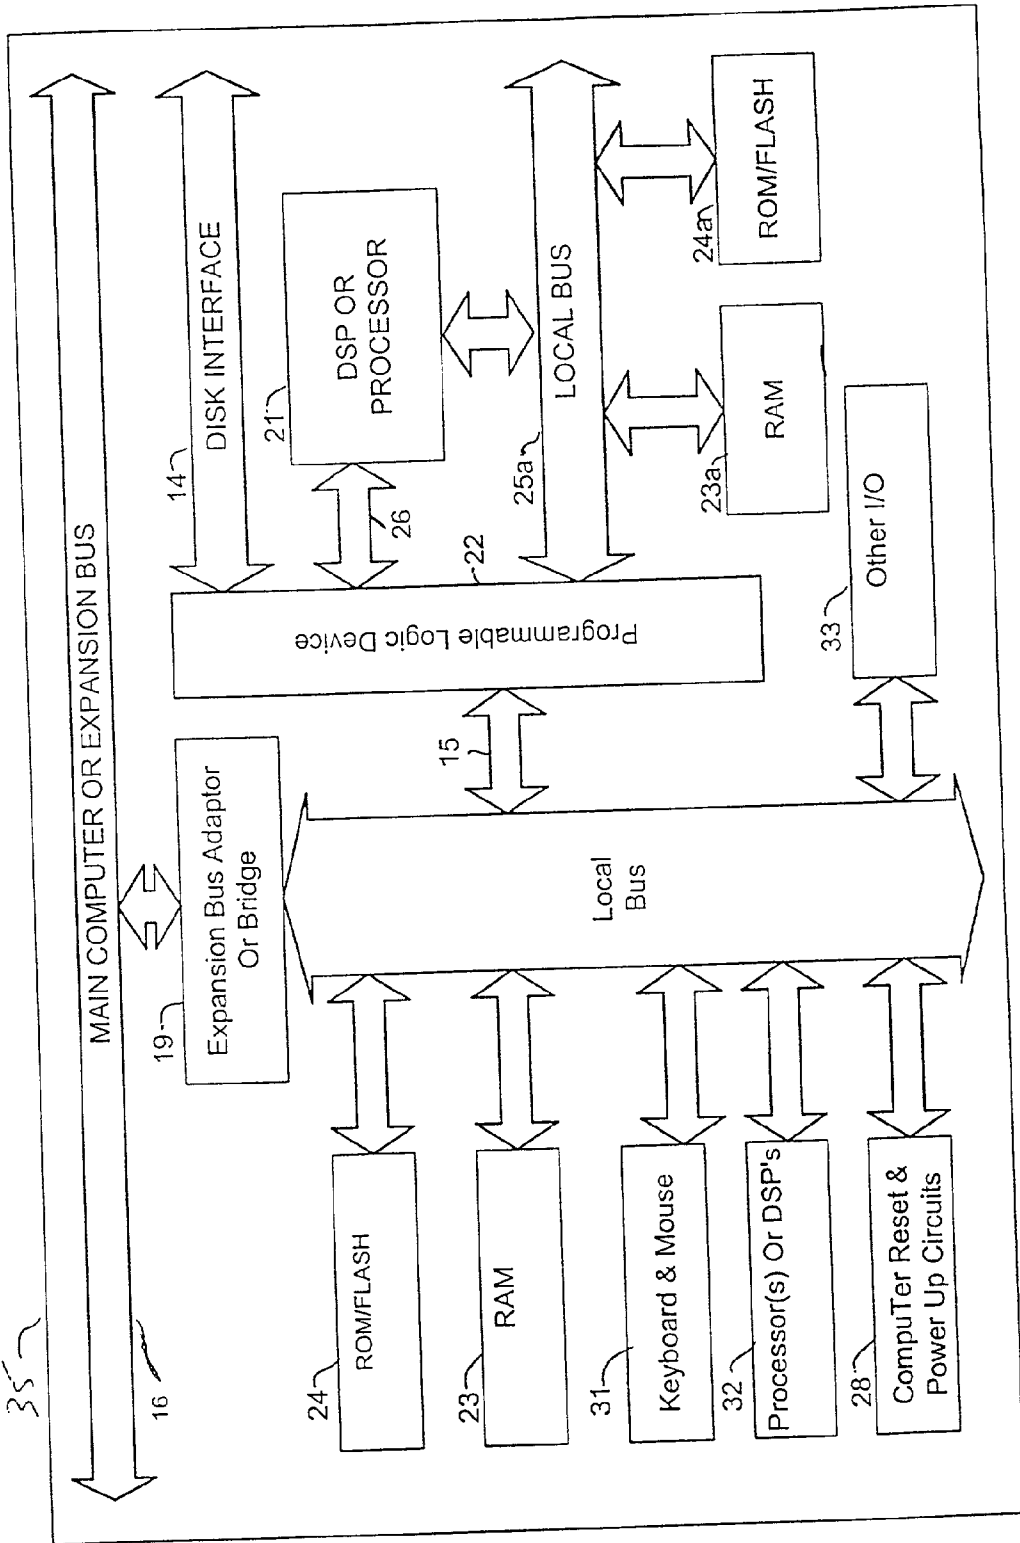 35
MAIN COMPUTER OR EXPANSION BUS
16
14
DISK INTERFACE
19
Expansion Bus Adaptor
Or Bridge
21
DSP OR
PROCESSOR
26
22
Programmable Logic Device
15
25a
LOCAL BUS
24
ROM/FLASH
23
RAM
31
Keyboard & Mouse
32
Processor(s) Or DSP's
28
CompuTer Reset &
Power Up Circuits
Local
Bus
23a
RAM
24a
ROM/FLASH
33
Other I/O